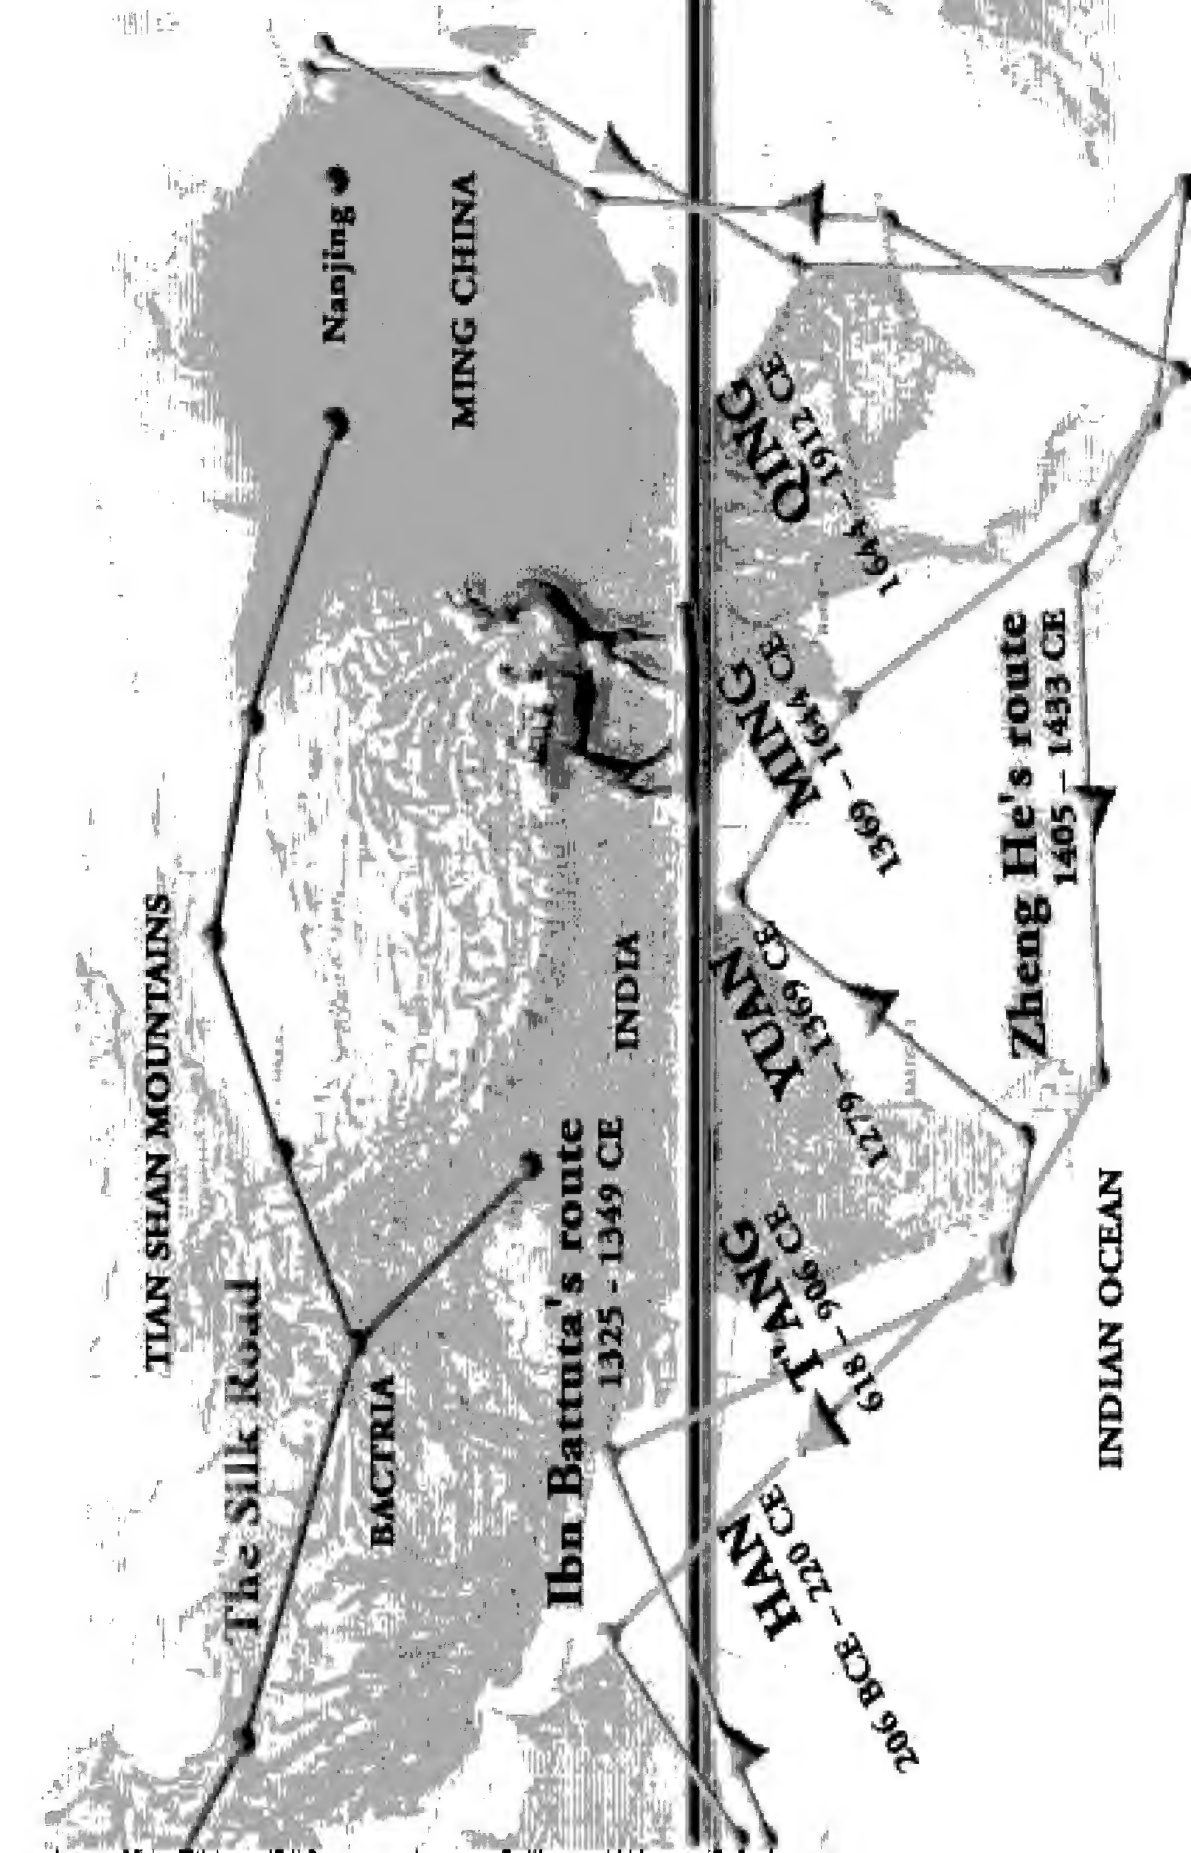 TIAN SHAN MOUNTAINS
The Silk Road
Nanjing
BACTRIA
MING CHINA
Ibn Battuta's route
1325 - 1349 CE
INDIA
HAN
206 BCE – 220 CE
T'ANG
618 – 906 CE
YUAN
1279 – 1369 CE
MING
1369 – 1644 CE
QING
1644 – 1912 CE
Zheng He's route
1405 – 1433 CE
INDIAN OCEAN